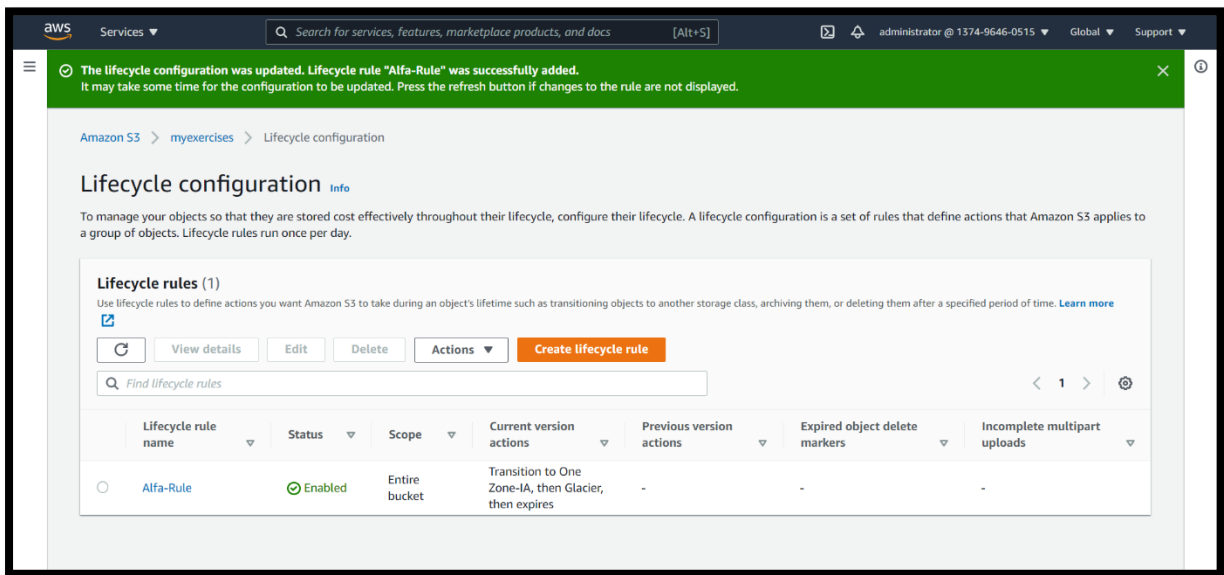 aws
Services ▼
Search for services, features, marketplace products, and docs
[Alt+S]
administrator @ 1374-9646-0515 ▼
Global ▼
Support ▼
The lifecycle configuration was updated. Lifecycle rule "Alfa-Rule" was successfully added.
It may take some time for the configuration to be updated. Press the refresh button if changes to the rule are not displayed.
Amazon S3 > myexercises > Lifecycle configuration
Lifecycle configuration Info
To manage your objects so that they are stored cost effectively throughout their lifecycle, configure their lifecycle. A lifecycle configuration is a set of rules that define actions that Amazon S3 applies to
a group of objects. Lifecycle rules run once per day.
Lifecycle rules (1)
Use lifecycle rules to define actions you want Amazon S3 to take during an object's lifetime such as transitioning objects to another storage class, archiving them, or deleting them after a specified period of time. Learn more
View details
Edit
Delete
Actions ▼
Create lifecycle rule
Find lifecycle rules
< 1 >
Lifecycle rule
name
Status
Scope
Current version
actions
Previous version
actions
Expired object delete
markers
Incomplete multipart
uploads
Alfa-Rule
Enabled
Entire
bucket
Transition to One
Zone-IA, then Glacier,
then expires
-
-
-